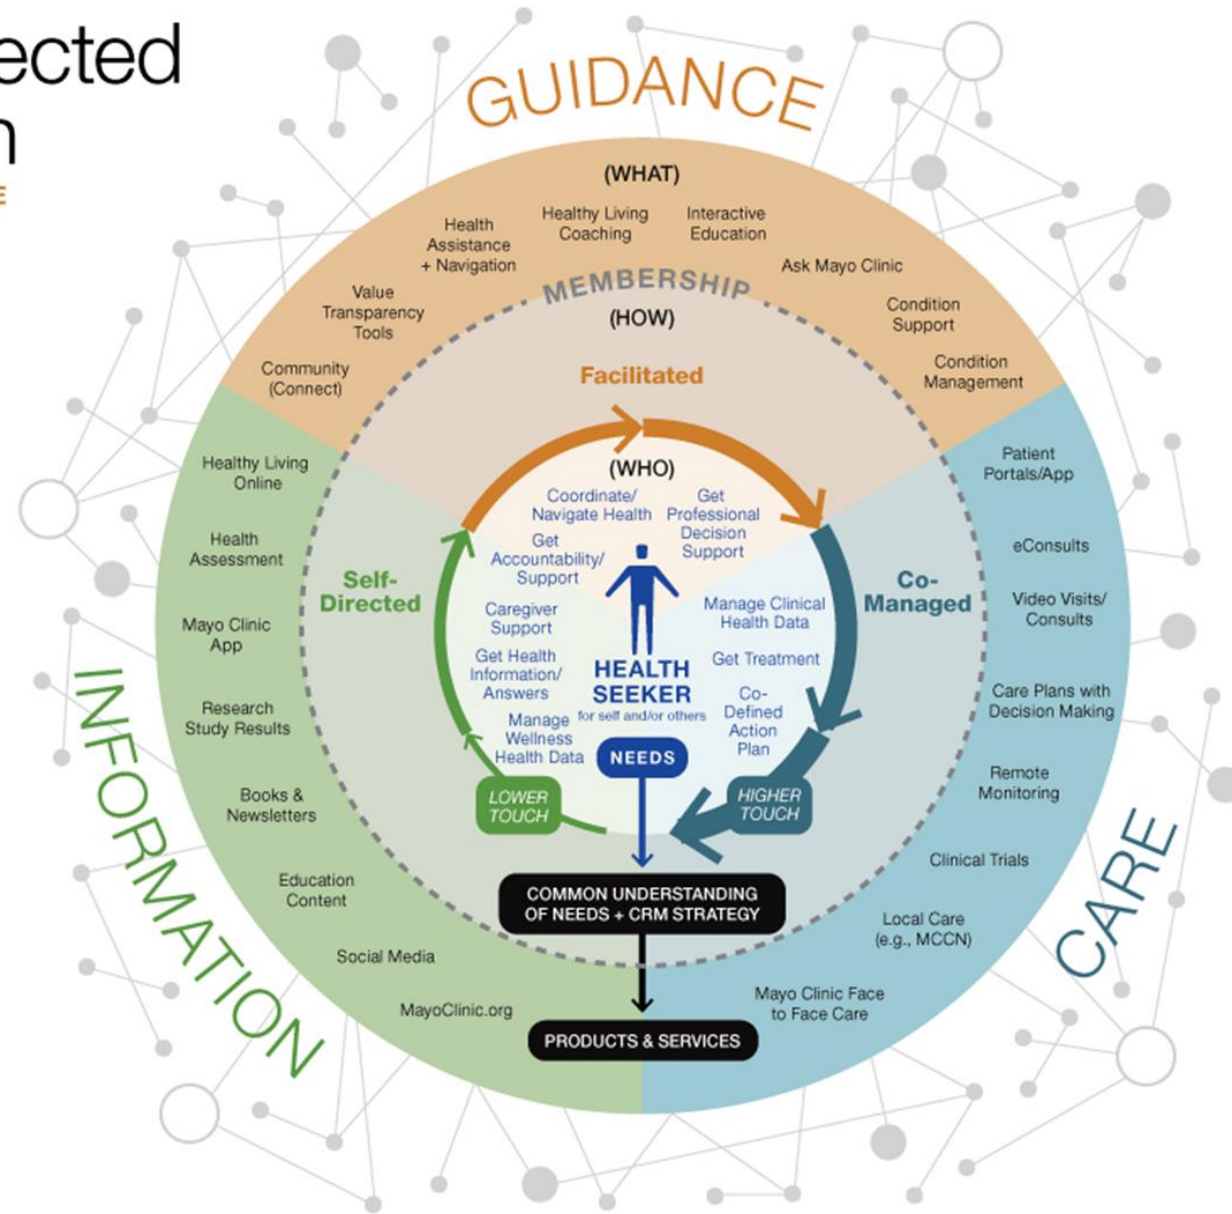 ected
n
E
GUIDANCE
(WHAT)
Health
Assistance
+ Navigation
Healthy Living
Coaching
Interactive
Education
Ask Mayo Clinic
Value
Transparency
Tools
Condition
Support
Community
(Connect)
Condition
Management
MEMBERSHIP
(HOW)
Facilitated
(WHO)
Coordinate/
Navigate Health
Get
Professional
Decision
Support
Get
Accountability/
Support
Caregiver
Support
Get Health
Information/
Answers
Manage
Wellness
Health Data
Manage Clinical
Health Data
Get Treatment
Co-
Defined
Action
Plan
HEALTH
SEEKER
for self and/or others
NEEDS
Self-
Directed
Co-
Managed
LOWER
TOUCH
HIGHER
TOUCH
COMMON UNDERSTANDING
OF NEEDS + CRM STRATEGY
PRODUCTS & SERVICES
INFORMATION
Healthy Living
Online
Health
Assessment
Mayo Clinic
App
Research
Study Results
Books &
Newsletters
Education
Content
Social Media
MayoClinic.org
CARE
Patient
Portals/App
eConsults
Video Visits/
Consults
Care Plans with
Decision Making
Remote
Monitoring
Clinical Trials
Local Care
(e.g., MCCN)
Mayo Clinic Face
to Face Care